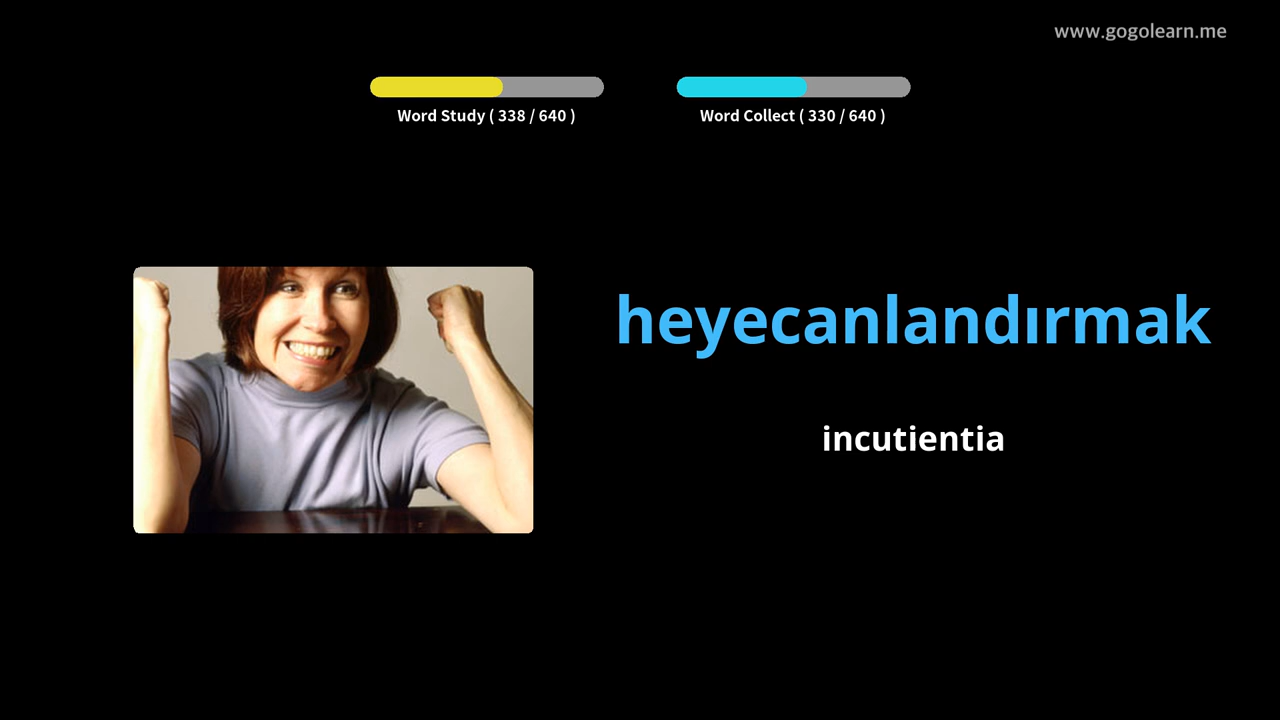 www.gogolearn.me
Word Study ( 338 / 640 )
Word Collect ( 330 / 640 )
heyecanlandırmak
incutientia